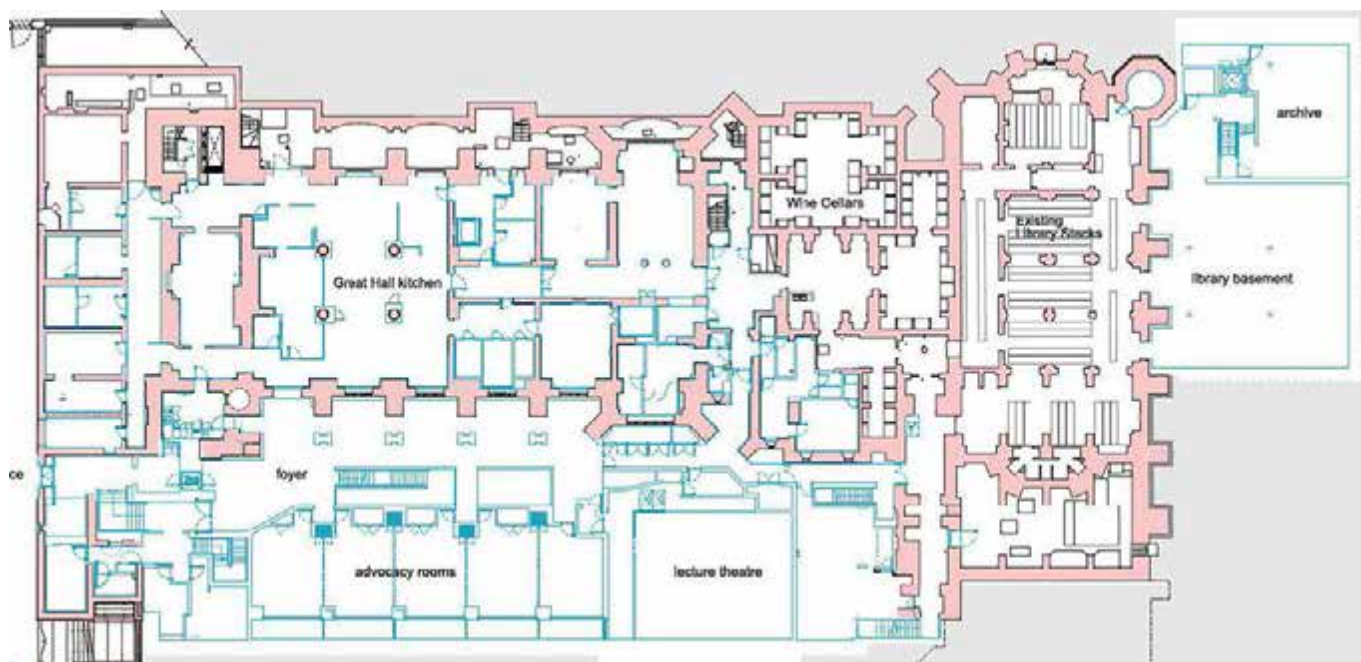 archive
Wine Cellars
Existing
Library Stacks
Great Hall kitchen
library basement
ce
foyer
advocacy rooms
lecture theatre